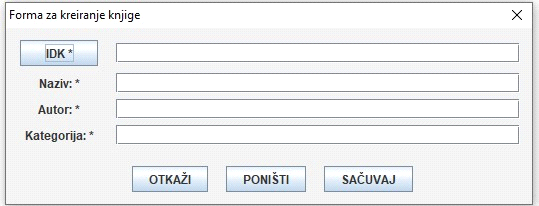 Forma za kreiranje knjige
IDK *
Naziv: *
Autor: *
Kategorija: *
OTKAŽI PONIŠTI SAČUVAJ